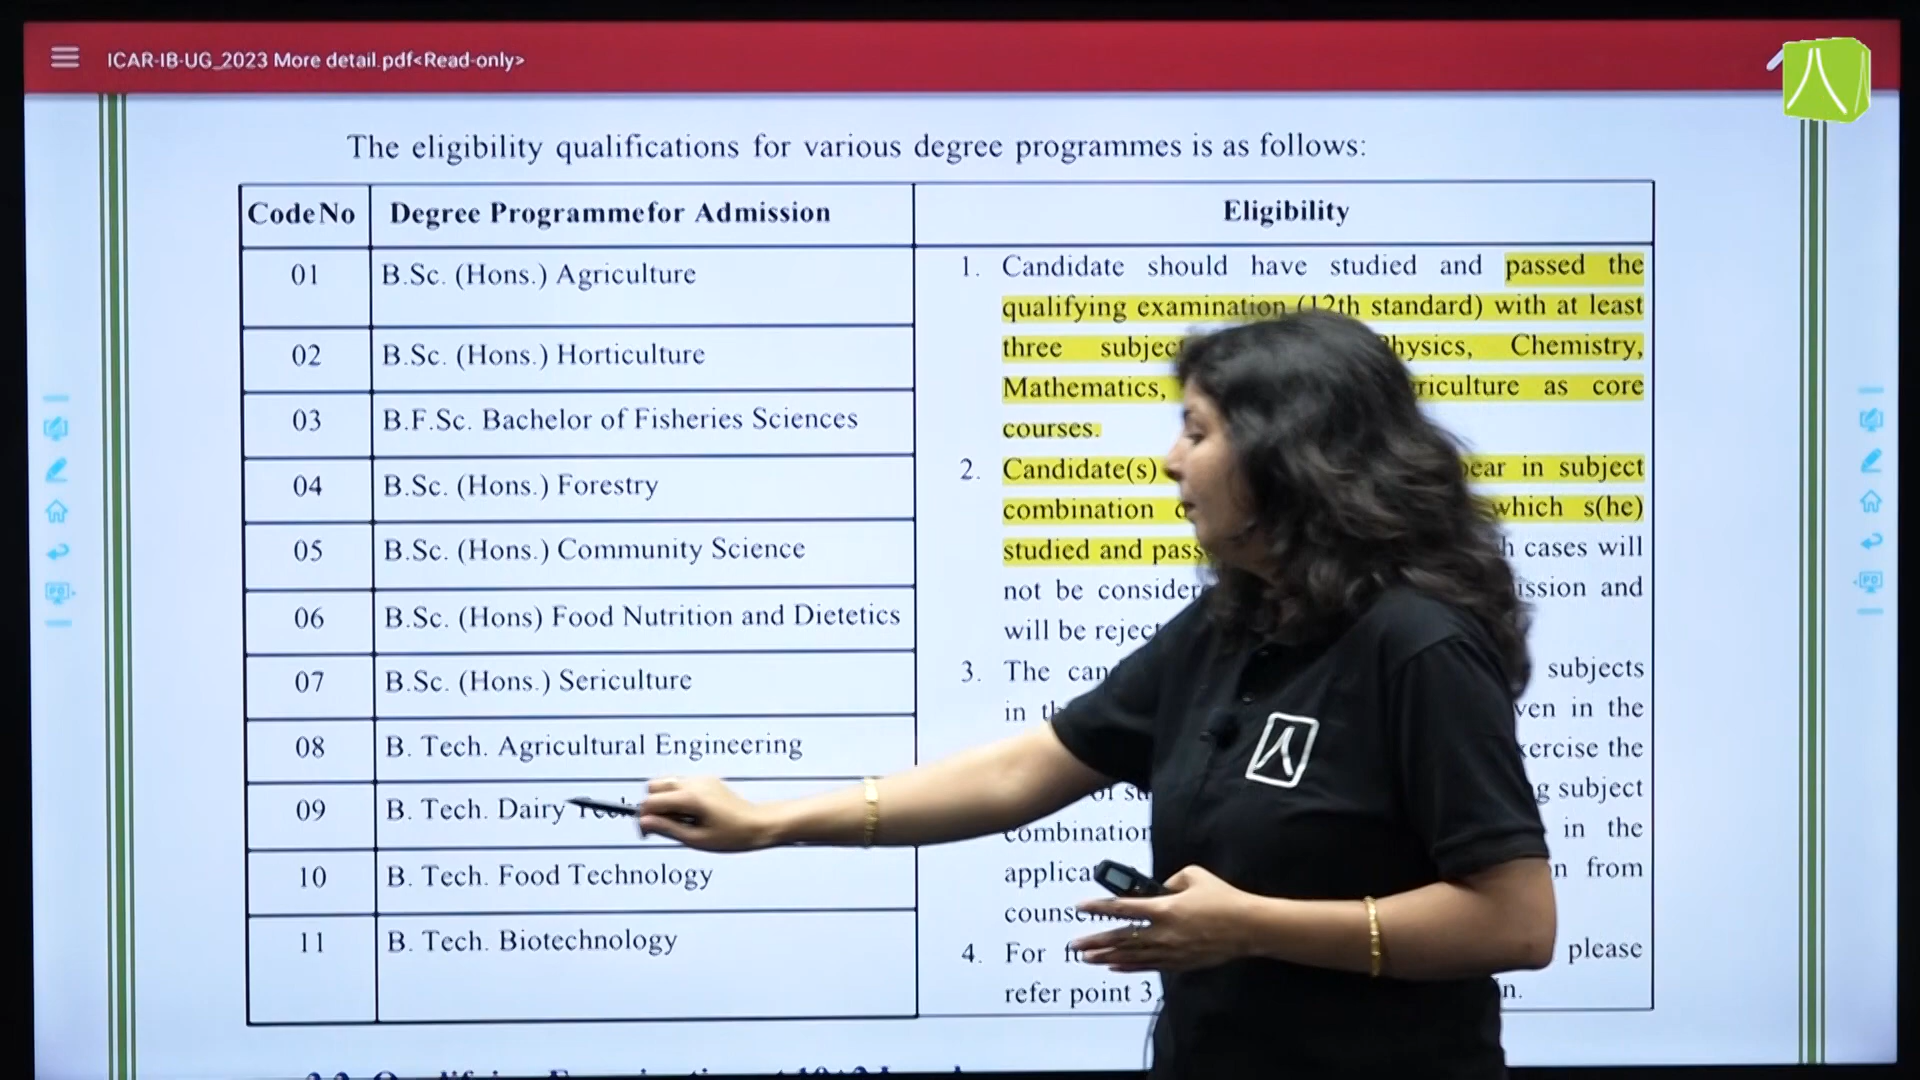 ICAR-IB-UG_2023 More detail.pdf<Read-only>
The eligibility qualifications for various degree programmes is as follows:
Code No Degree Programmefor Admission Eligibility
01 B.Sc. (Hons.) Agriculture
02 B.Sc. (Hons.) Horticulture
03 B.F.Sc. Bachelor of Fisheries Sciences
04 B.Sc. (Hons.) Forestry
05 B.Sc. (Hons.) Community Science
06 B.Sc. (Hons) Food Nutrition and Dietetics
07 B.Sc. (Hons.) Sericulture
08 B. Tech. Agricultural Engineering
09 B. Tech. Dairy
10 B. Tech. Food Technology
11 B. Tech. Biotechnology
1. Candidate should have studied and passed the
qualifying examination (12th standard) with at least
three Chemistry,
Mathematics, as core
courses.
2. Candidate(s) in subject
combination which s(he)
studied and
cases will
not be and
will be
3. The subjects
in the
the
subject
in the
from
4. For please
refer point 3.